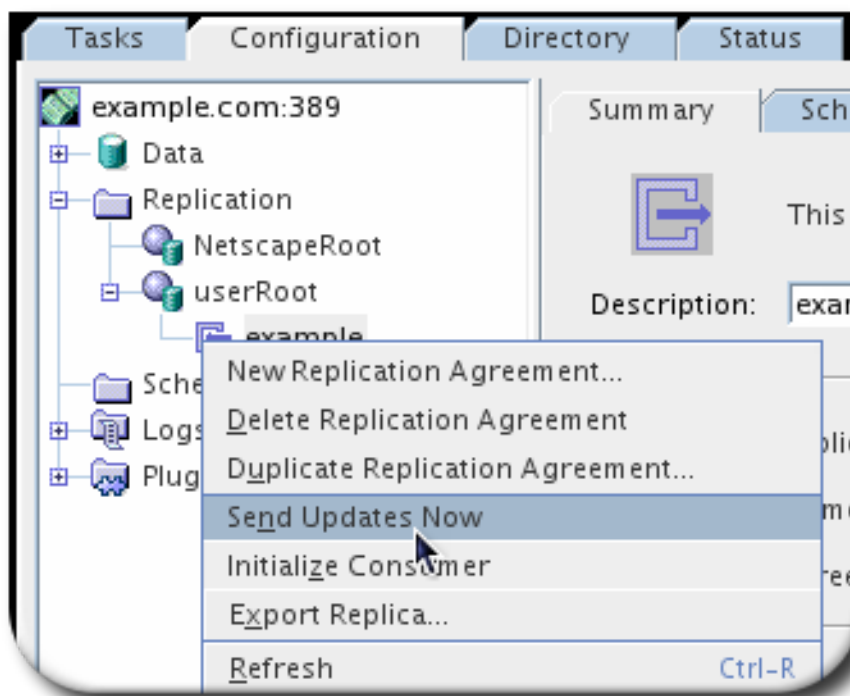 Tasks Configuration Directory Status
example.com:389
Summary
Data
Replication
This
NetscapeRoot
userRoot
Description:
example
New Replication Agreement...
Delete Replication Agreement
Logs
Duplicate Replication Agreement...
Send Updates Now
Initialize Consumer
Export Replica...
Refresh Ctrl-R